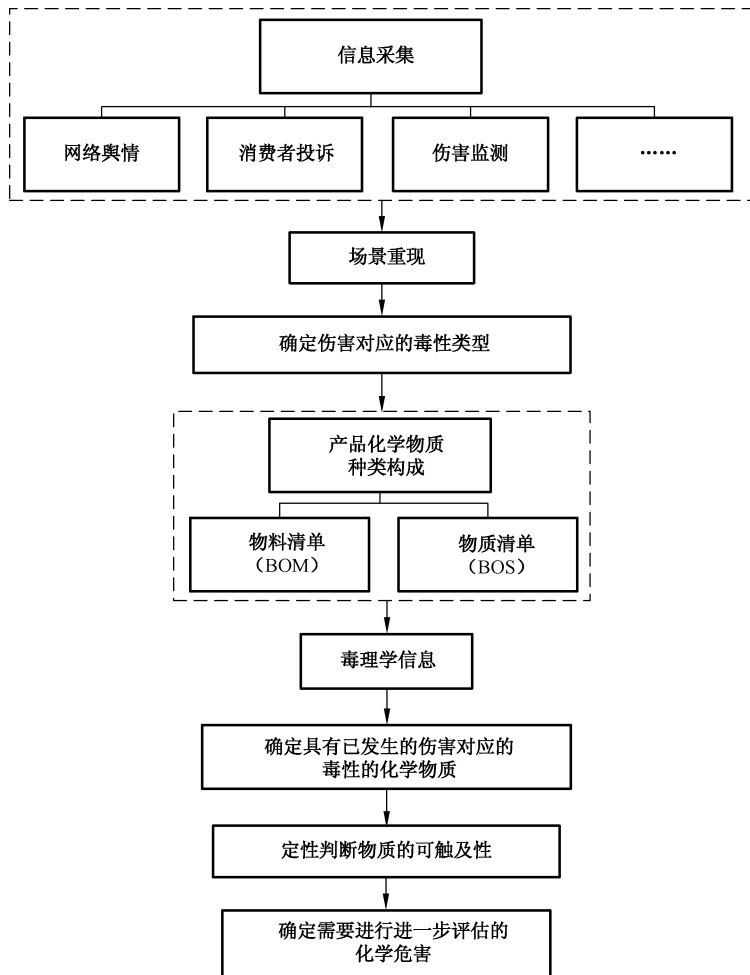 信息采集
网络舆情
消费者投诉
伤害监测
……
场景重现
确定伤害对应的毒性类型
产品化学物质
种类构成
物料清单
（BOM）
物质清单
（BOS）
毒理学信息
确定具有已发生的伤害对应的
毒性的化学物质
定性判断物质的可触及性
确定需要进行进一步评估的
化学危害